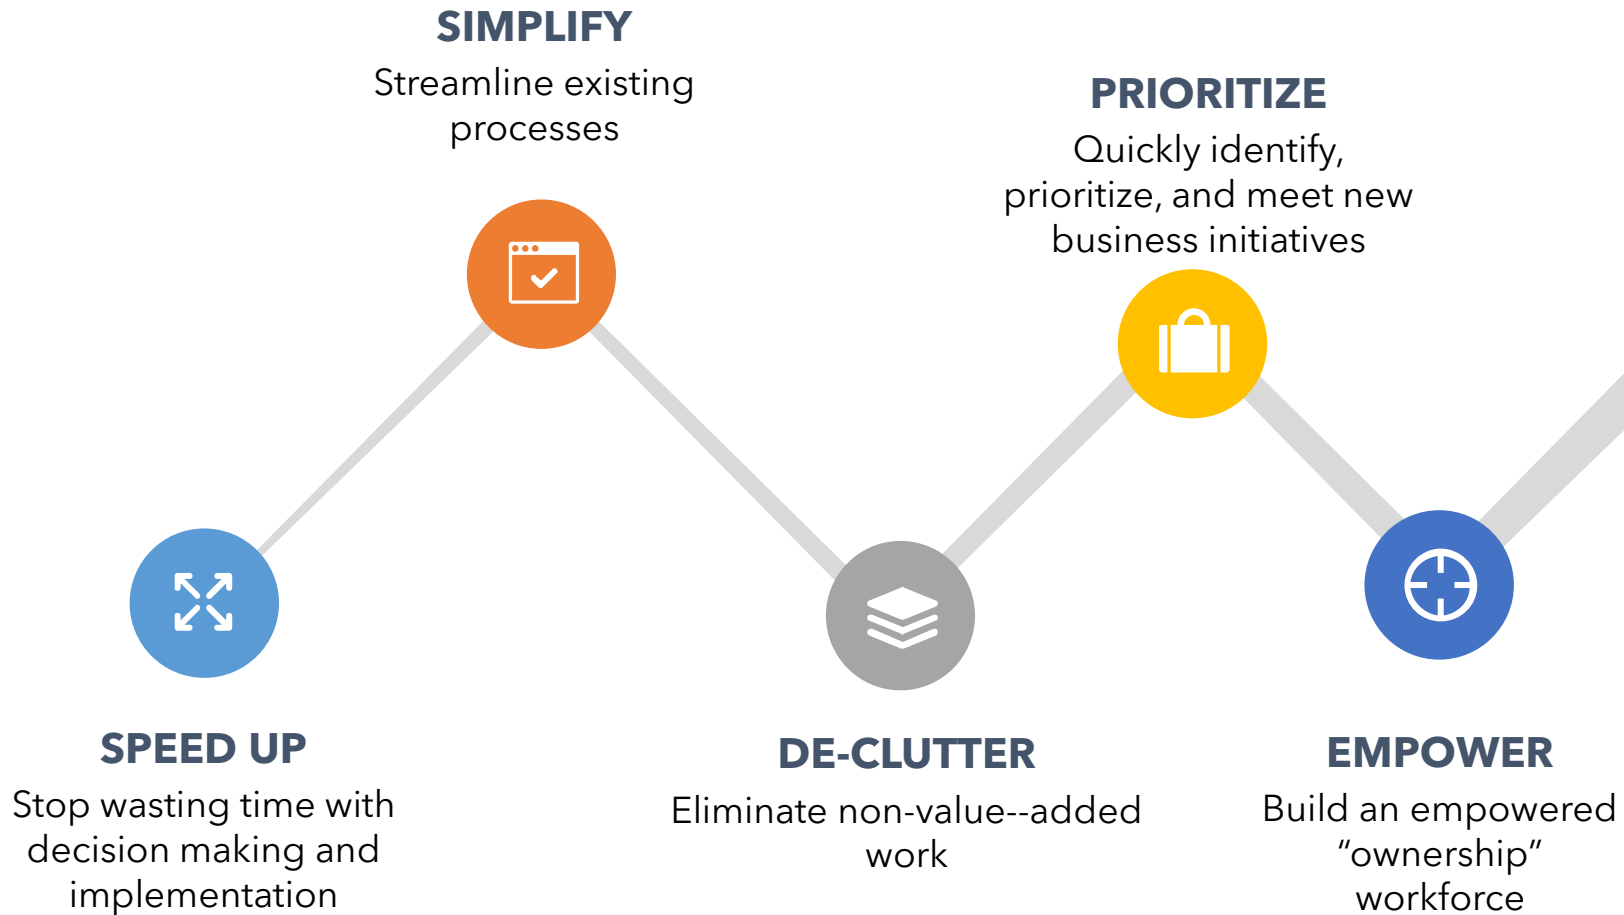 SIMPLIFY
Streamline existing
processes
PRIORITIZE
Quickly identify,
prioritize, and meet new
business initiatives
SPEED UP
Stop wasting time with
decision making and
implementation
DE-CLUTTER
Eliminate non-value--added
work
EMPOWER
Build an empowered
“ownership”
workforce